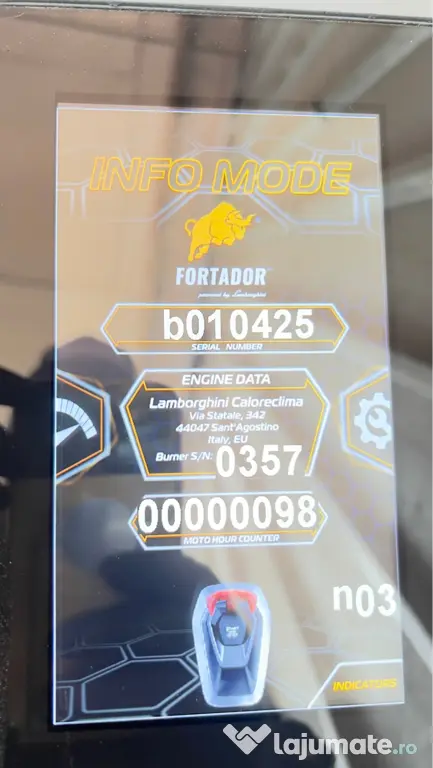 INFO MODE
FORTADOR
powered by Lamborghini
b010425
SERIAL NUMBER
ENGINE DATA
Lamborghini Caloreclima
Via Statale, 342
44047 Sant'Agostino
Italy, EU
Burner S/N: 0357
00000098
MOTO HOUR COUNTER
n03
INDICATORS
lajumate.ro